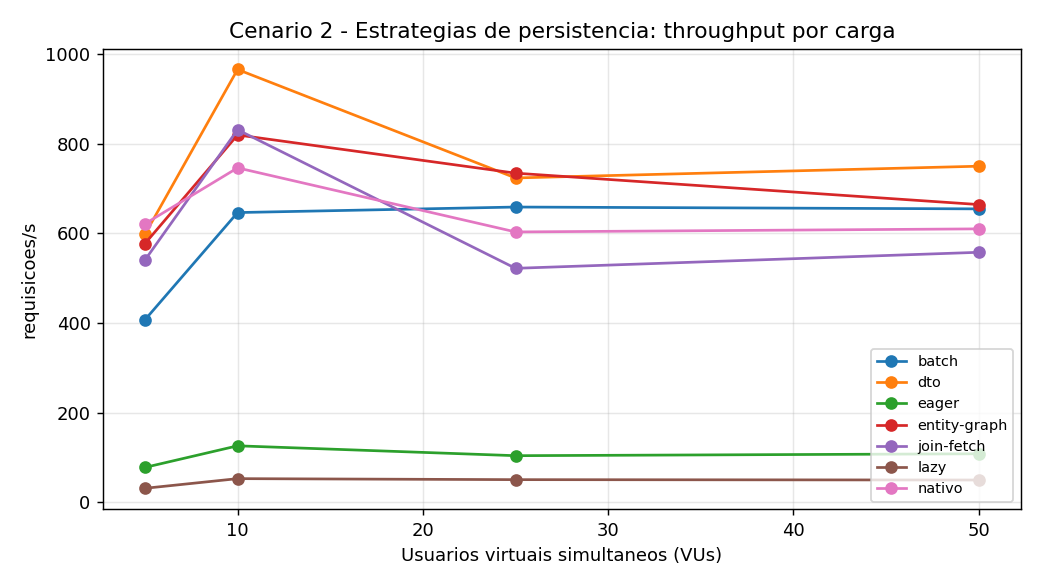 Cenario 2 - Estrategias de persistencia: throughput por carga
requisicoes/s
1000
800
600
400
200
0
10
20
30
40
50
Usuarios virtuais simultaneos (VUs)
batch
dto
eager
entity-graph
join-fetch
lazy
nativo